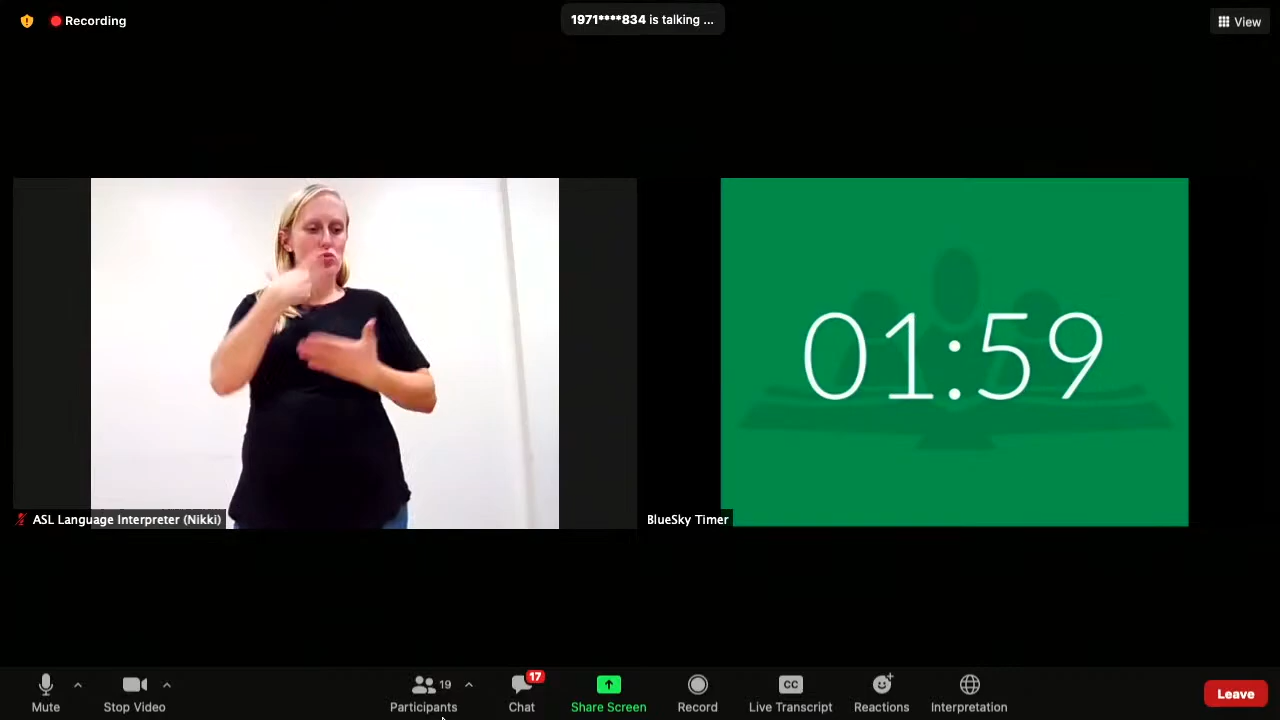 Recording
1971****834 is talking ...
View
01:59
ASL Language Interpreter (Nikki)
BlueSky Timer
Mute
Stop Video
19
Participants
17
Chat
Share Screen
Record
CC
Live Transcript
Reactions
Interpretation
Leave